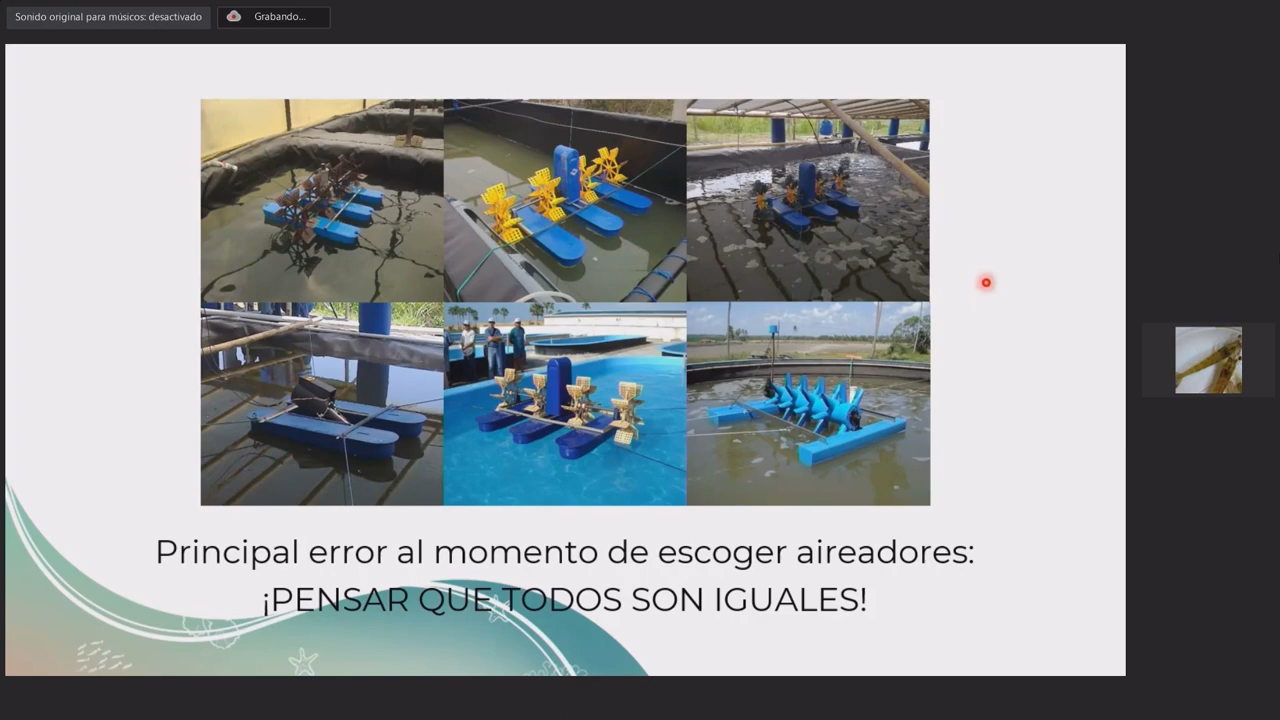 Sonido original para músicos: desactivado
Grabando...
Principal error al momento de escoger aireadores:
¡PENSAR QUE TODOS SON IGUALES!